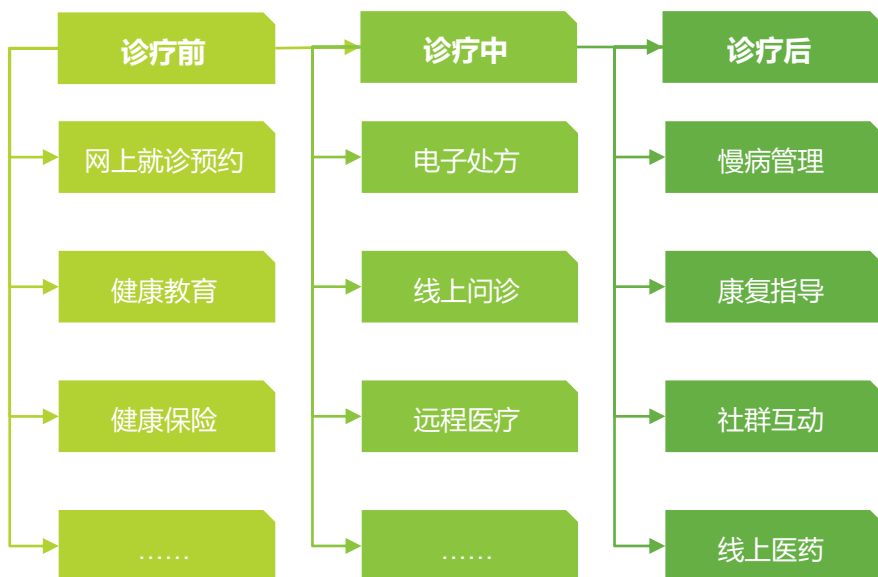 诊疗前
诊疗中
诊疗后
网上就诊预约
电子处方
慢病管理
健康教育
线上问诊
康复指导
健康保险
远程医疗
社群互动
……
……
线上医药